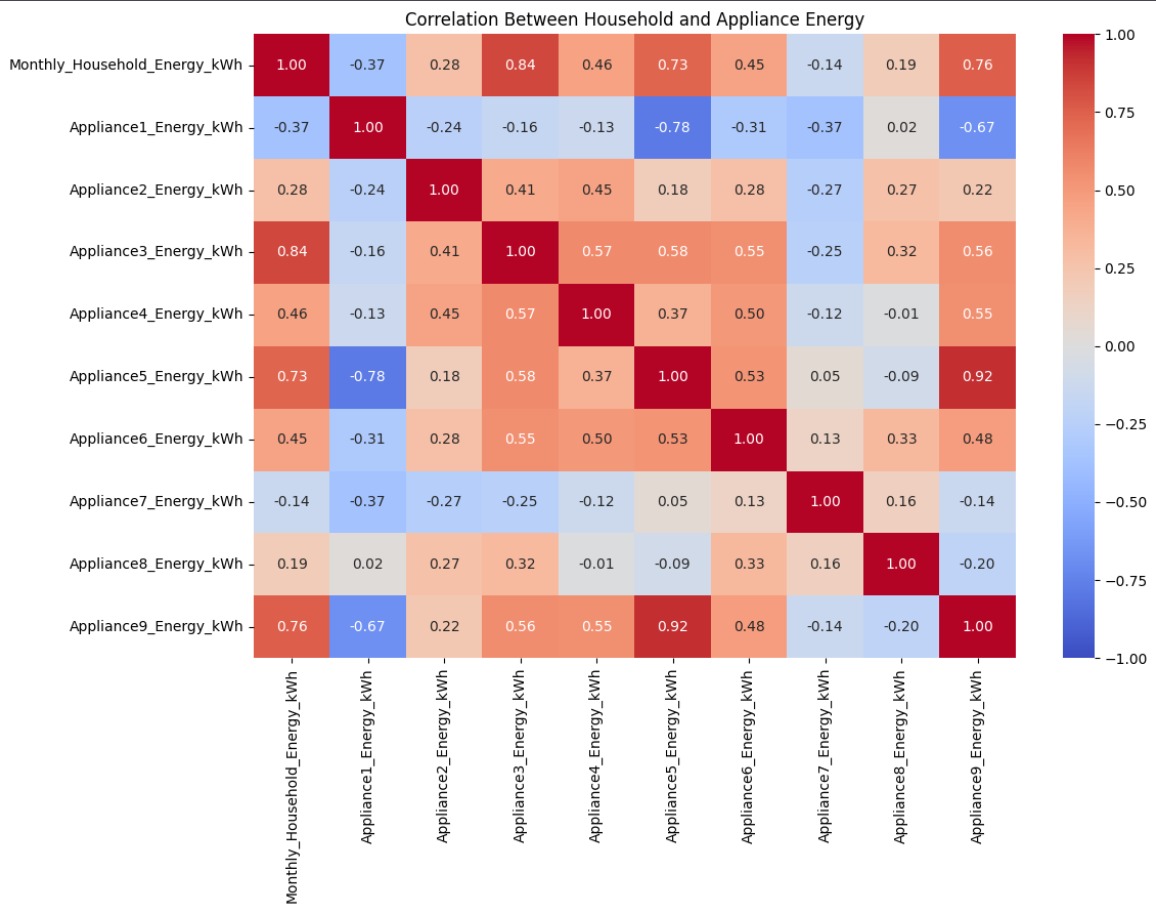 Correlation Between Household and Appliance Energy
Monthly_Household_Energy_kWh 1.00 -0.37 0.28 0.84 0.46 0.73 0.45 -0.14 0.19 0.76
Appliance1_Energy_kWh -0.37 1.00 -0.24 -0.16 -0.13 -0.78 -0.31 -0.37 0.02 -0.67
Appliance2_Energy_kWh 0.28 -0.24 1.00 0.41 0.45 0.18 0.28 -0.27 0.27 0.22
Appliance3_Energy_kWh 0.84 -0.16 0.41 1.00 0.57 0.58 0.55 -0.25 0.32 0.56
Appliance4_Energy_kWh 0.46 -0.13 0.45 0.57 1.00 0.37 0.50 -0.12 -0.01 0.55
Appliance5_Energy_kWh 0.73 -0.78 0.18 0.58 0.37 1.00 0.53 0.05 -0.09 0.92
Appliance6_Energy_kWh 0.45 -0.31 0.28 0.55 0.50 0.53 1.00 0.13 0.33 0.48
Appliance7_Energy_kWh -0.14 -0.37 -0.27 -0.25 -0.12 0.05 0.13 1.00 0.16 -0.14
Appliance8_Energy_kWh 0.19 0.02 0.27 0.32 -0.01 -0.09 0.33 0.16 1.00 -0.20
Appliance9_Energy_kWh 0.76 -0.67 0.22 0.56 0.55 0.92 0.48 -0.14 -0.20 1.00
Monthly_Household_Energy_kWh
Appliance1_Energy_kWh
Appliance2_Energy_kWh
Appliance3_Energy_kWh
Appliance4_Energy_kWh
Appliance5_Energy_kWh
Appliance6_Energy_kWh
Appliance7_Energy_kWh
Appliance8_Energy_kWh
Appliance9_Energy_kWh
1.00
0.75
0.50
0.25
0.00
−0.25
−0.50
−0.75
−1.00